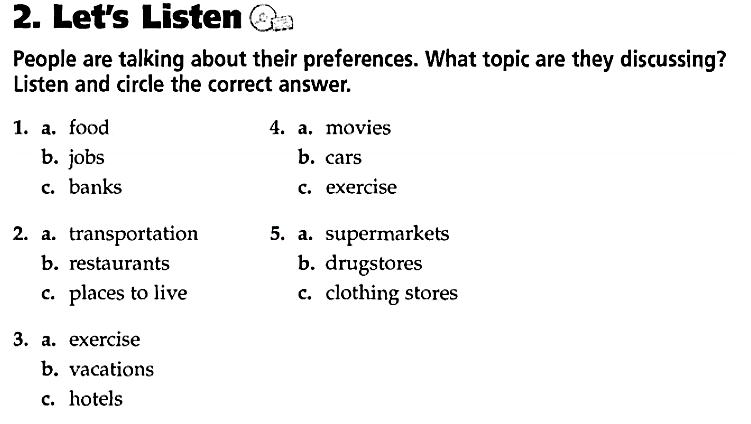 2. Let's Listen
People are talking about their preferences. What topic are they discussing?
Listen and circle the correct answer.
1. a. food
b. jobs
c. banks
2. a. transportation
b. restaurants
c. places to live
3. a. exercise
b. vacations
c. hotels
4. a. movies
b. cars
c. exercise
5. a. supermarkets
b. drugstores
c. clothing stores